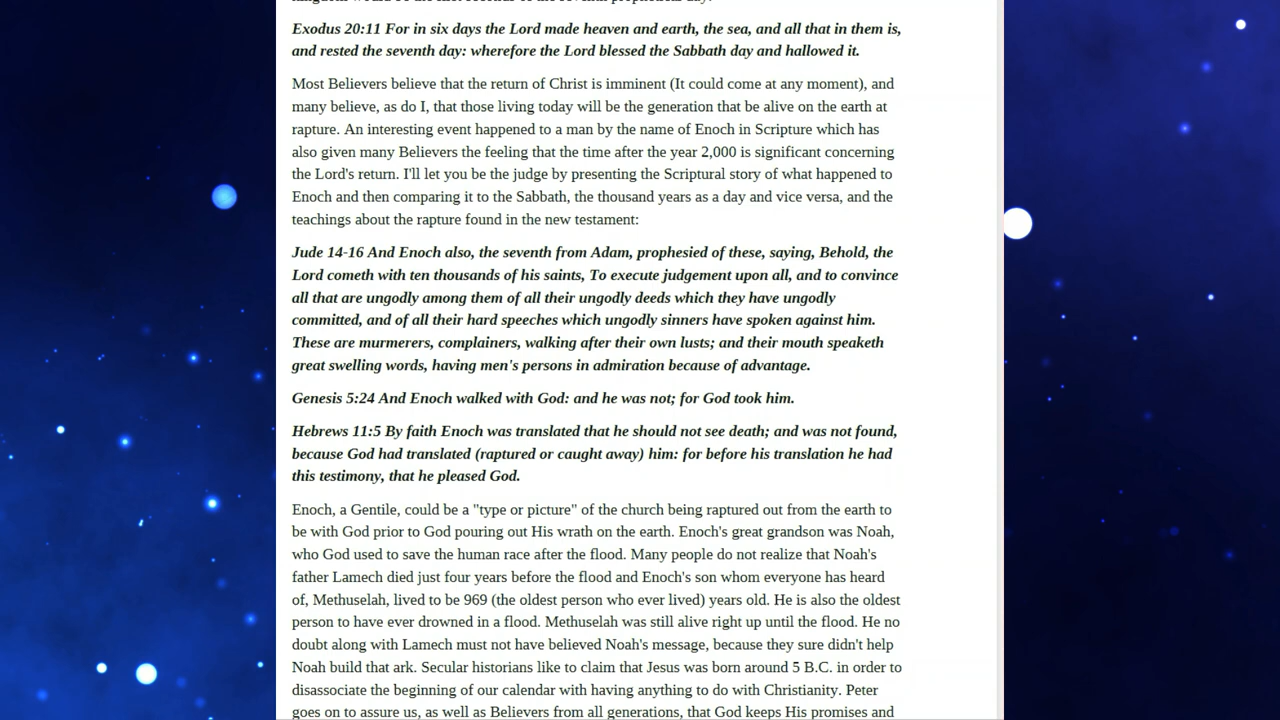 Exodus 20:11 For in six days the Lord made heaven and earth, the sea, and all that in them is,
and rested the seventh day: wherefore the Lord blessed the Sabbath day and hallowed it.
Most Believers believe that the return of Christ is imminent (It could come at any moment), and
many believe, as do I, that those living today will be the generation that be alive on the earth at
rapture. An interesting event happened to a man by the name of Enoch in Scripture which has
also given many Believers the feeling that the time after the year 2,000 is significant concerning
the Lord's return. I'll let you be the judge by presenting the Scriptural story of what happened to
Enoch and then comparing it to the Sabbath, the thousand years as a day and vice versa, and the
teachings about the rapture found in the new testament:
Jude 14-16 And Enoch also, the seventh from Adam, prophesied of these, saying, Behold, the
Lord cometh with ten thousands of his saints, To execute judgement upon all, and to convince
all that are ungodly among them of all their ungodly deeds which they have ungodly
committed, and of all their hard speeches which ungodly sinners have spoken against him.
These are murmerers, complainers, walking after their own lusts; and their mouth speaketh
great swelling words, having men's persons in admiration because of advantage.
Genesis 5:24 And Enoch walked with God: and he was not; for God took him.
Hebrews 11:5 By faith Enoch was translated that he should not see death; and was not found,
because God had translated (raptured or caught away) him: for before his translation he had
this testimony, that he pleased God.
Enoch, a Gentile, could be a "type or picture" of the church being raptured out from the earth to
be with God prior to God pouring out His wrath on the earth. Enoch's great grandson was Noah,
who God used to save the human race after the flood. Many people do not realize that Noah's
father Lamech died just four years before the flood and Enoch's son whom everyone has heard
of, Methuselah, lived to be 969 (the oldest person who ever lived) years old. He is also the oldest
person to have ever drowned in a flood. Methuselah was still alive right up until the flood. He no
doubt along with Lamech must not have believed Noah's message, because they sure didn't help
Noah build that ark. Secular historians like to claim that Jesus was born around 5 B.C. in order to
disassociate the beginning of our calendar with having anything to do with Christianity. Peter
goes on to assure us, as well as Believers from all generations, that God keeps His promises and